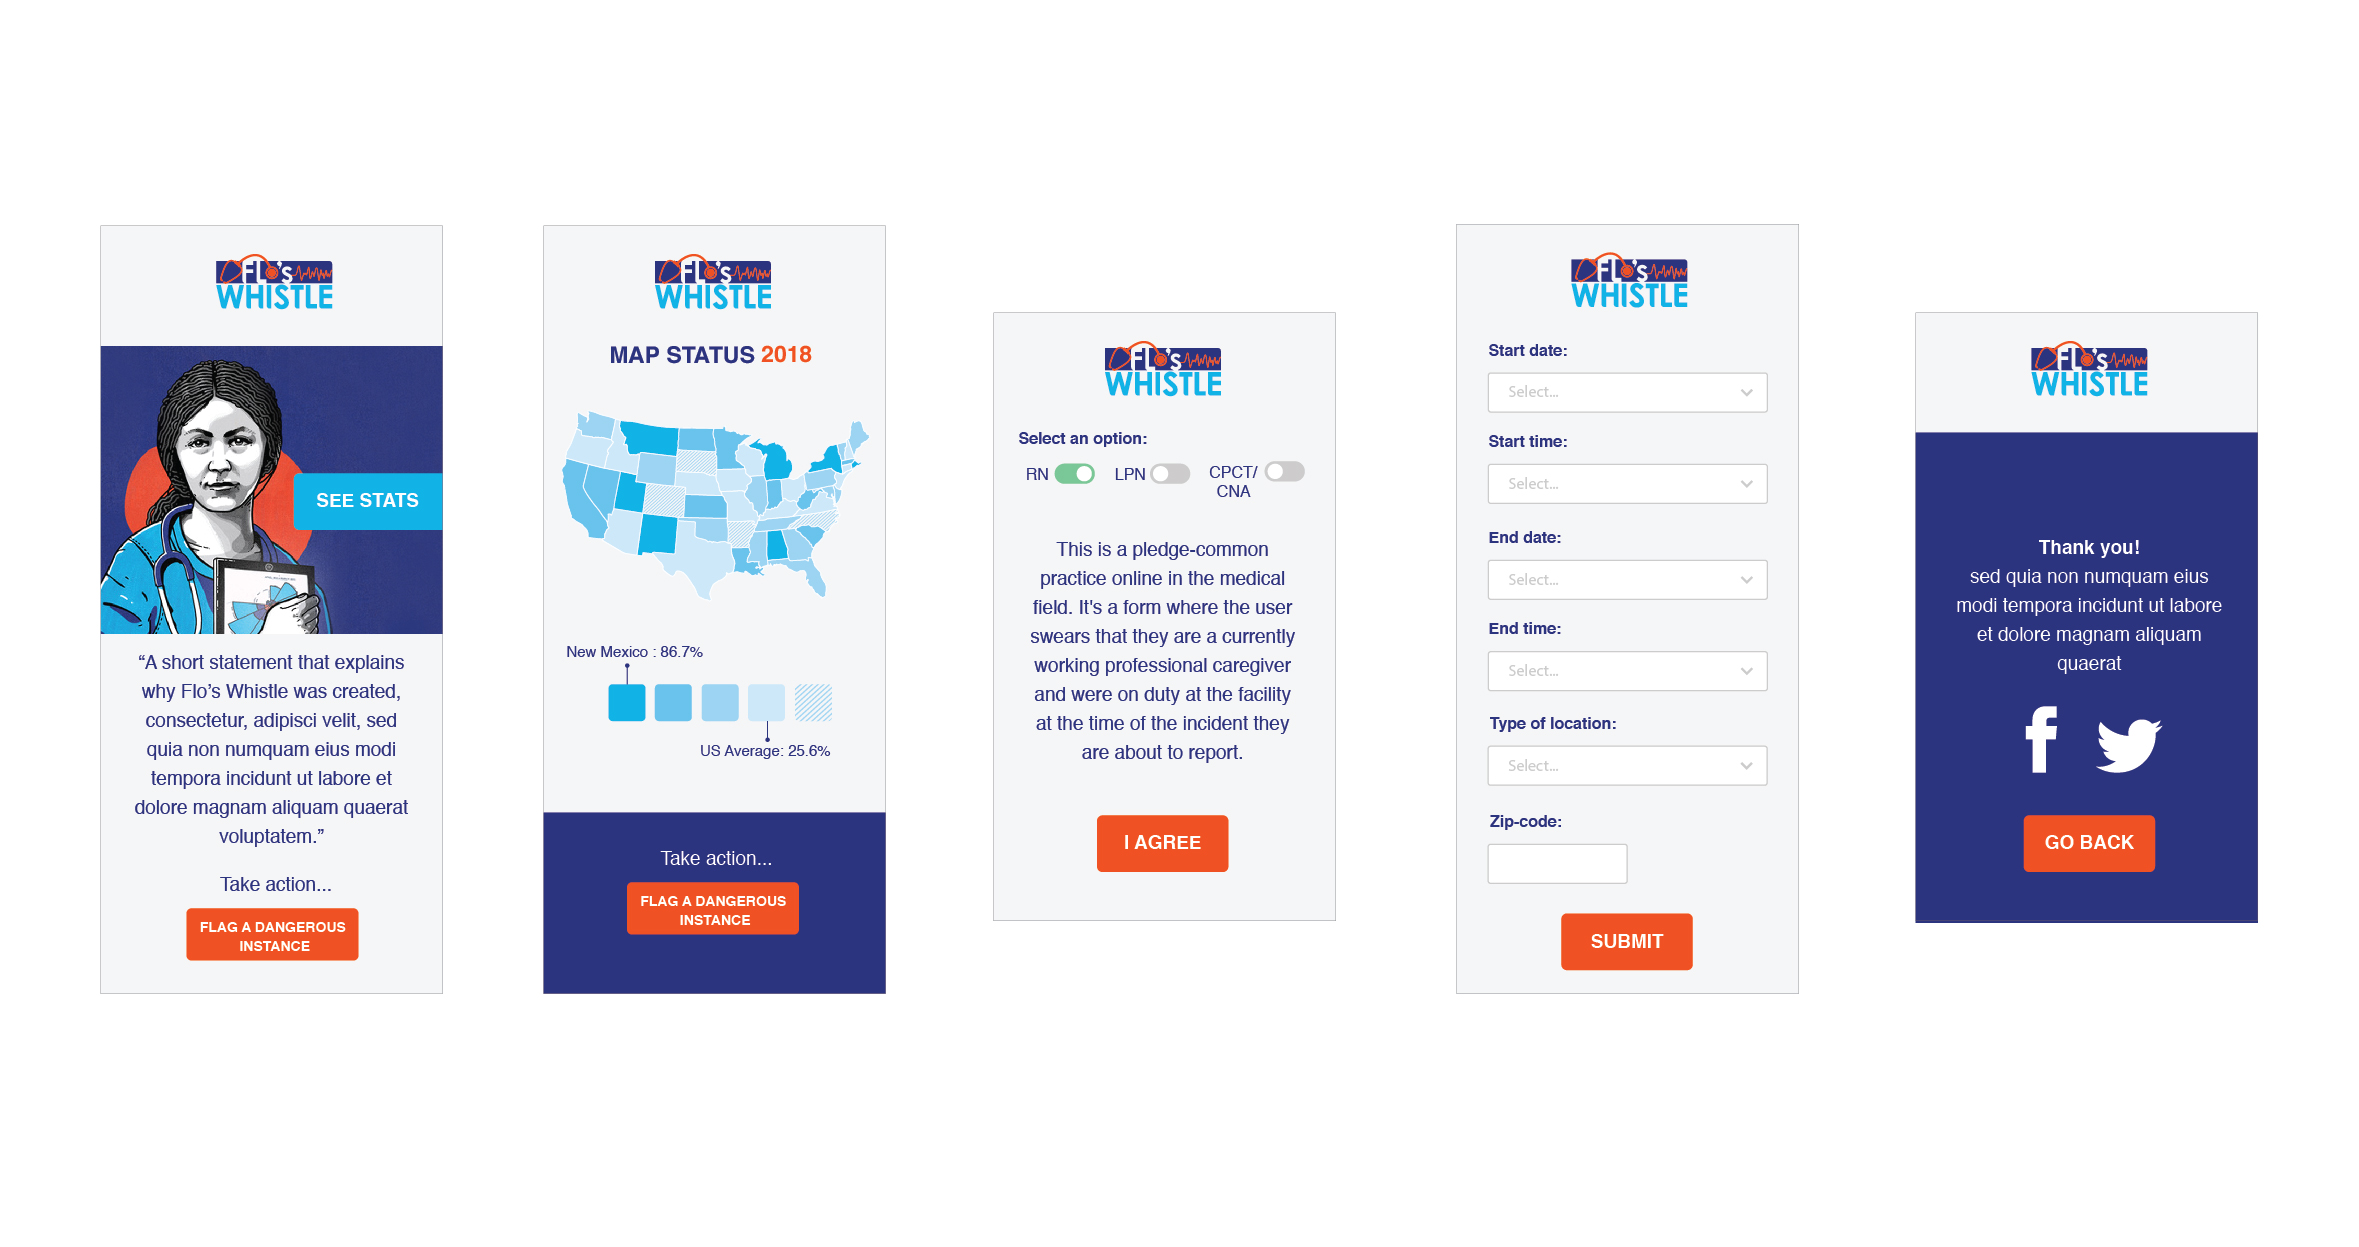 FLO'S
WHISTLE
SEE STATS
“A short statement that explains
why Flo’s Whistle was created,
consectetur, adipisci velit, sed
quia non numquam eius modi
tempora incidunt ut labore et
dolore magnam aliquam quaerat
voluptatem.”
Take action...
FLAG A DANGEROUS
INSTANCE
FLO'S
WHISTLE
MAP STATUS 2018
New Mexico : 86.7%
US Average: 25.6%
Take action...
FLAG A DANGEROUS
INSTANCE
FLO'S
WHISTLE
Select an option:
RN
LPN
CPCT/
CNA
This is a pledge-common
practice online in the medical
field. It's a form where the user
swears that they are a currently
working professional caregiver
and were on duty at the facility
at the time of the incident they
are about to report.
I AGREE
FLO'S
WHISTLE
Start date:
Select...
Start time:
Select...
End date:
Select...
End time:
Select...
Type of location:
Select...
Zip-code:
SUBMIT
FLO'S
WHISTLE
Thank you!
sed quia non numquam eius
modi tempora incidunt ut labore
et dolore magnam aliquam
quaerat
GO BACK